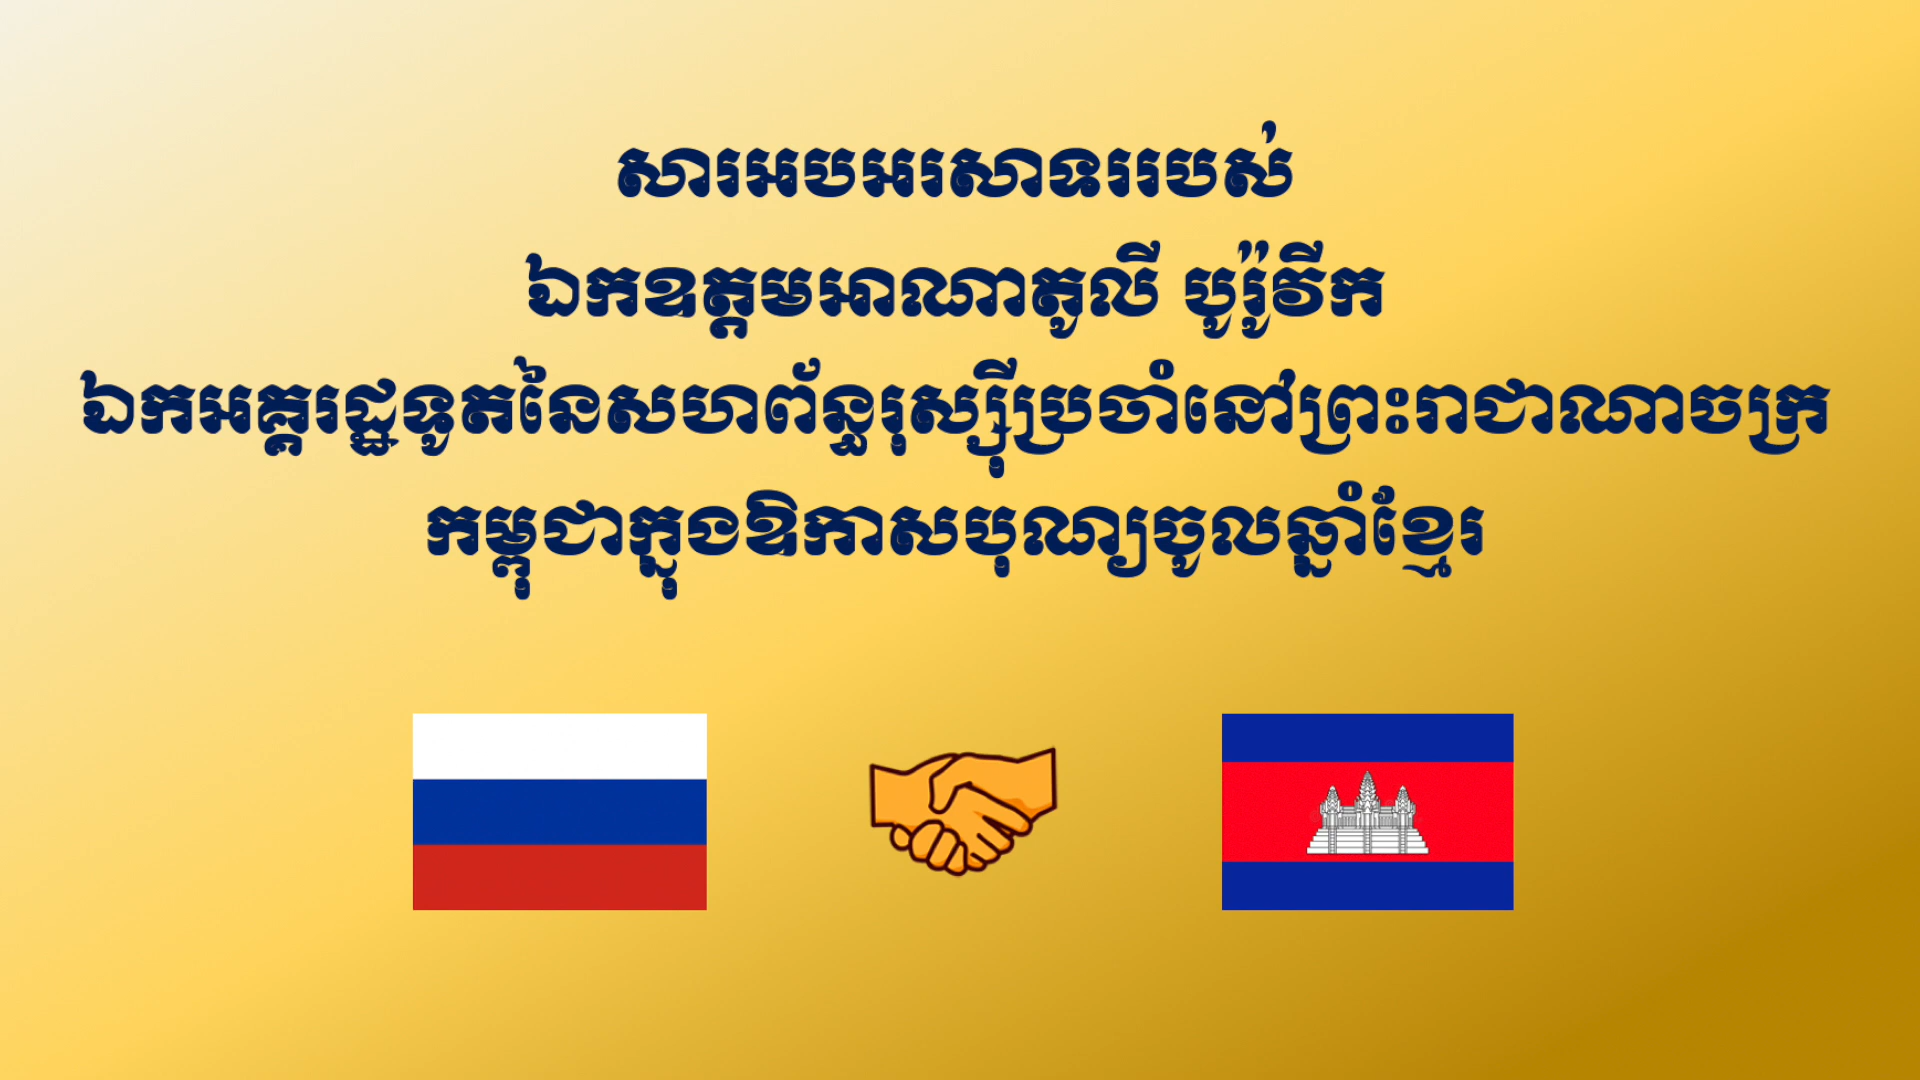 សារអបអរសាទររបស់
ឯកឧត្តមអាណាតូលី បូរ៉ូវីក
ឯកអគ្គរដ្ឋទូតនៃសហព័ន្ធរុស្ស៊ីប្រចាំនៅព្រះរាជាណាចក្រ
កម្ពុជាក្នុងឱកាសបុណ្យចូលឆ្នាំខ្មែរ